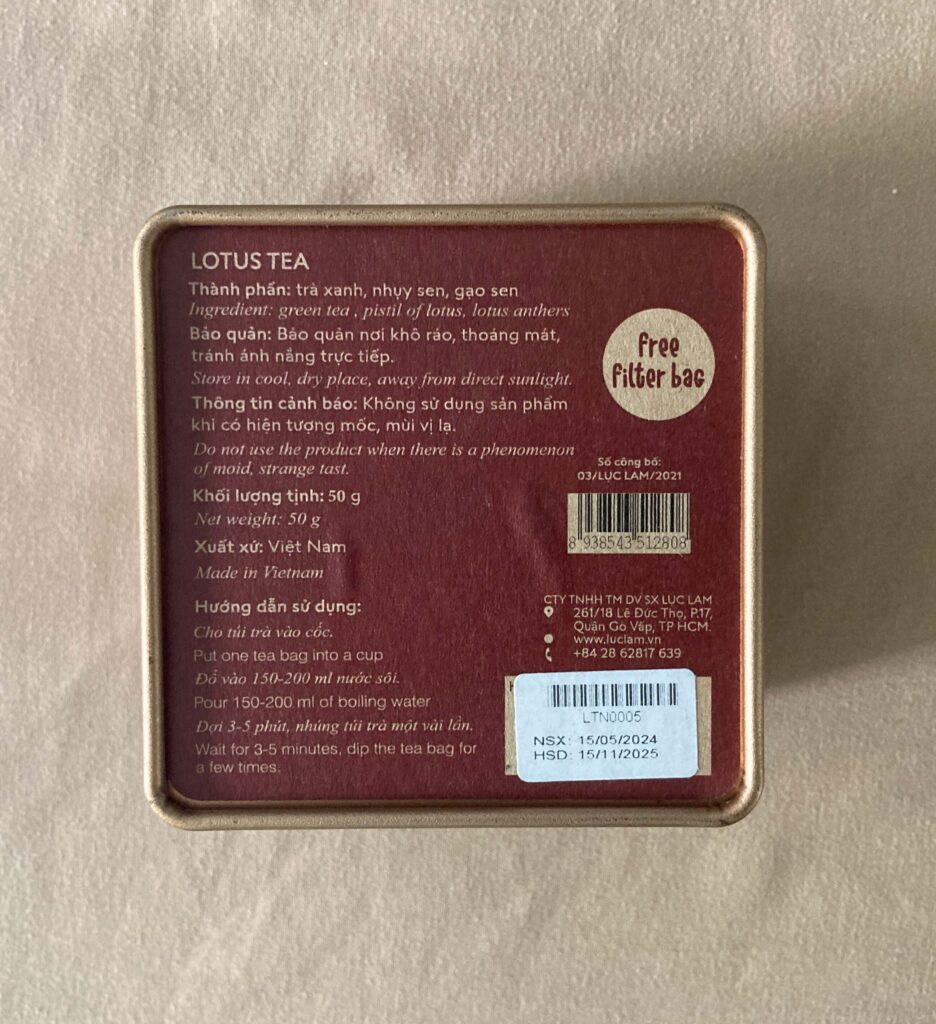 LOTUS TEA
Thành phần: trà xanh, nhụy sen, gạo sen
Ingredient: green tea , pistil of lotus, lotus anthers
Bảo quản: Bảo quản nơi khô ráo, thoáng mát,
tránh ánh nắng trực tiếp.
Store in cool, dry place, away from direct sunlight.
Thông tin cảnh báo: Không sử dụng sản phẩm
khi có hiện tượng mốc, mùi vị lạ.
Do not use the product when there is a phenomenon
of moid, strange tast.
Khối lượng tịnh: 50 g
Net weight: 50 g
Xuất xứ: Việt Nam
Made in Vietnam
Hướng dẫn sử dụng:
Cho túi trà vào cốc.
Put one tea bag into a cup
Đổ vào 150-200 ml nước sôi.
Pour 150-200 ml of boiling water
Đợi 3-5 phút, nhúng túi trà một vài lần.
Wait for 3-5 minutes, dip the tea bag for
a few times.
free
filter bag
Số công bố:
03/LỤC LAM/2021
8 938543 512808
CTY TNHH TM DV SX LỤC LAM
261/18 Lê Đức Thọ, P.17,
Quận Gò Vấp, TP HCM.
www.luclam.vn
+84 28 62817 639
LTN0005
NSX: 15/05/2024
HSD: 15/11/2025